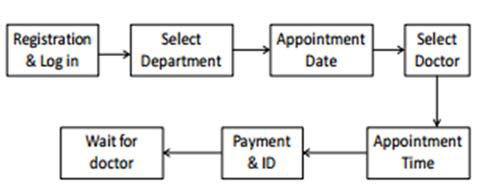 Registration
& Log in
Select
Department
Appointment
Date
Select
Doctor
Appointment
Time
Payment
& ID
Wait for
doctor